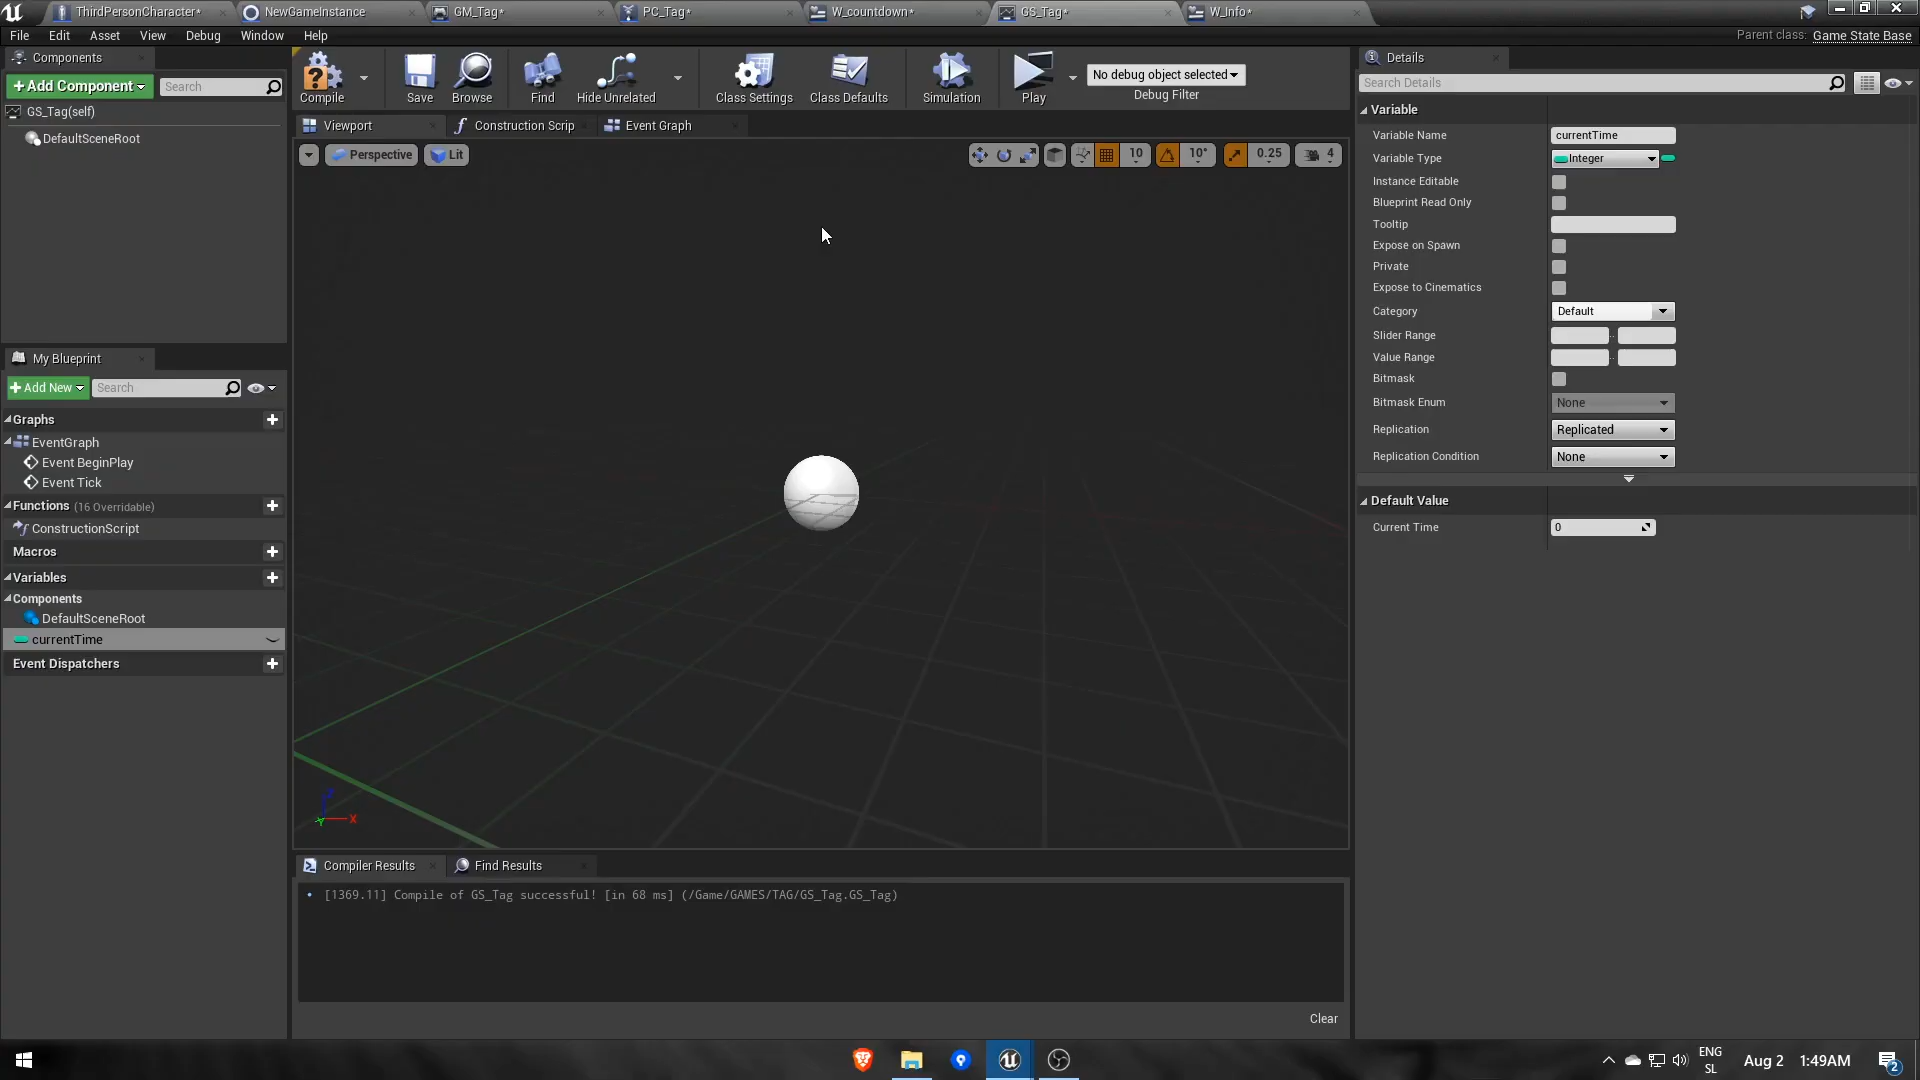 ThirdPersonCharacter*
NewGameInstance
GM_Tag*
PC_Tag*
W_countdown*
GS_Tag*
W_Info*
File
Edit
Asset
View
Debug
Window
Help
Parent class: Game State Base
Components
+Add Component
Search
GS_Tag(self)
DefaultSceneRoot
Compile
Save
Browse
Find
Hide Unrelated
Class Settings
Class Defaults
Simulation
Play
No debug object selected
Debug Filter
Viewport
Construction Scrip
Event Graph
Perspective
Lit
10
10°
0.25
4
My Blueprint
+Add New
Search
Graphs
EventGraph
Event BeginPlay
Event Tick
Functions (16 Overridable)
ConstructionScript
Macros
Variables
Components
DefaultSceneRoot
currentTime
Event Dispatchers
Z
Y
X
Compiler Results
Find Results
[1369.11] Compile of GS_Tag successful! [in 68 ms] (/Game/GAMES/TAG/GS_Tag.GS_Tag)
Clear
Details
Search Details
Variable
Variable Name
currentTime
Variable Type
Integer
Instance Editable
Blueprint Read Only
Tooltip
Expose on Spawn
Private
Expose to Cinematics
Category
Default
Slider Range
Value Range
Bitmask
Bitmask Enum
None
Replication
Replicated
Replication Condition
None
Default Value
Current Time
0
ENG
SL
Aug 2
1:49AM
2